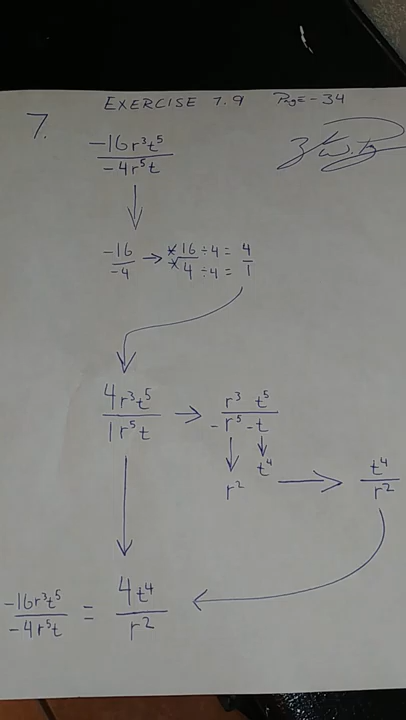 EXERCISE 7.9 Page-34
7.
-16r³t⁵
-4r⁵t
-16 → *16 ÷ 4 = 4
-4 *4 ÷ 4 = 1
4r³t⁵ → r³ t⁵
1r⁵t - r⁵ - t
t⁴
r²
→ t⁴
r²
-16r³t⁵ = 4t⁴
-4r⁵t r²